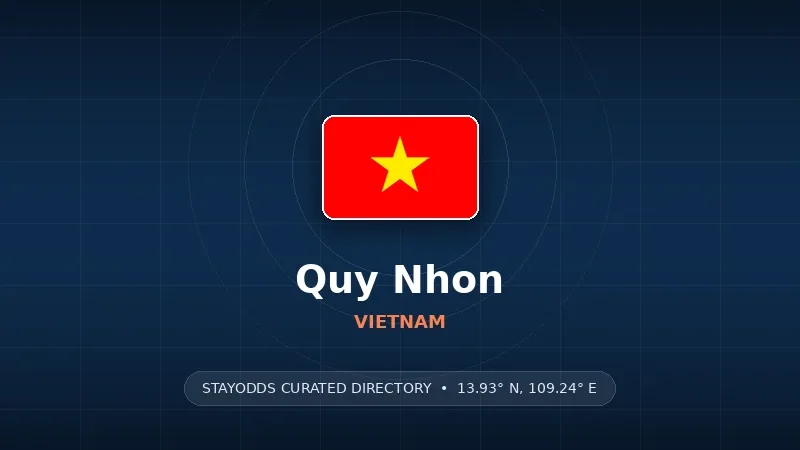 Quy Nhon
VIETNAM
STAYODDS CURATED DIRECTORY • 13.93° N, 109.24° E